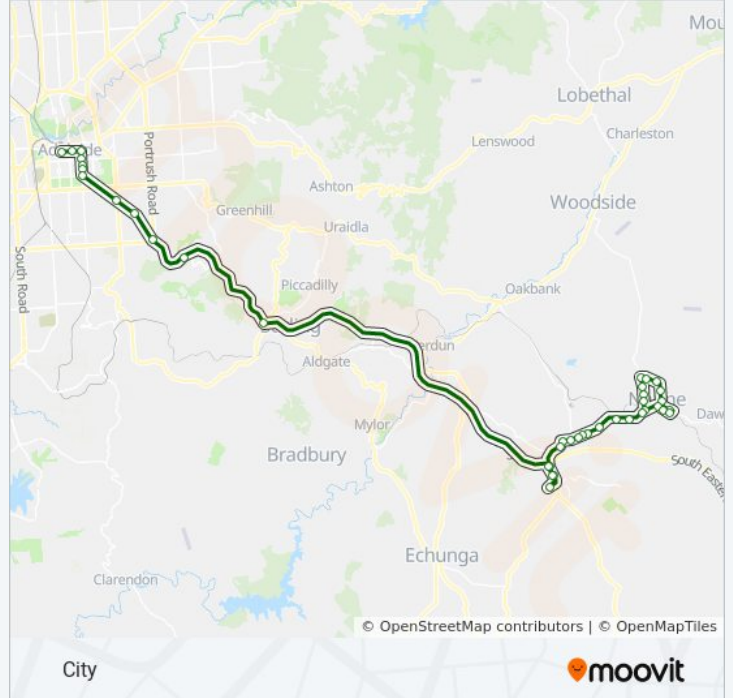 Mou
Lobethal
Charleston
Lenswood
Portrush Road
Ashton
Woodside
Greenhill
Uraidla
South Road
Piccadilly
Oakbank
erdun
Aldgate
Daw
Mylor
Bradbury
South Easter
Echunga
Clarendon
© OpenStreetMap contributors | © OpenMapTiles
City
moovit